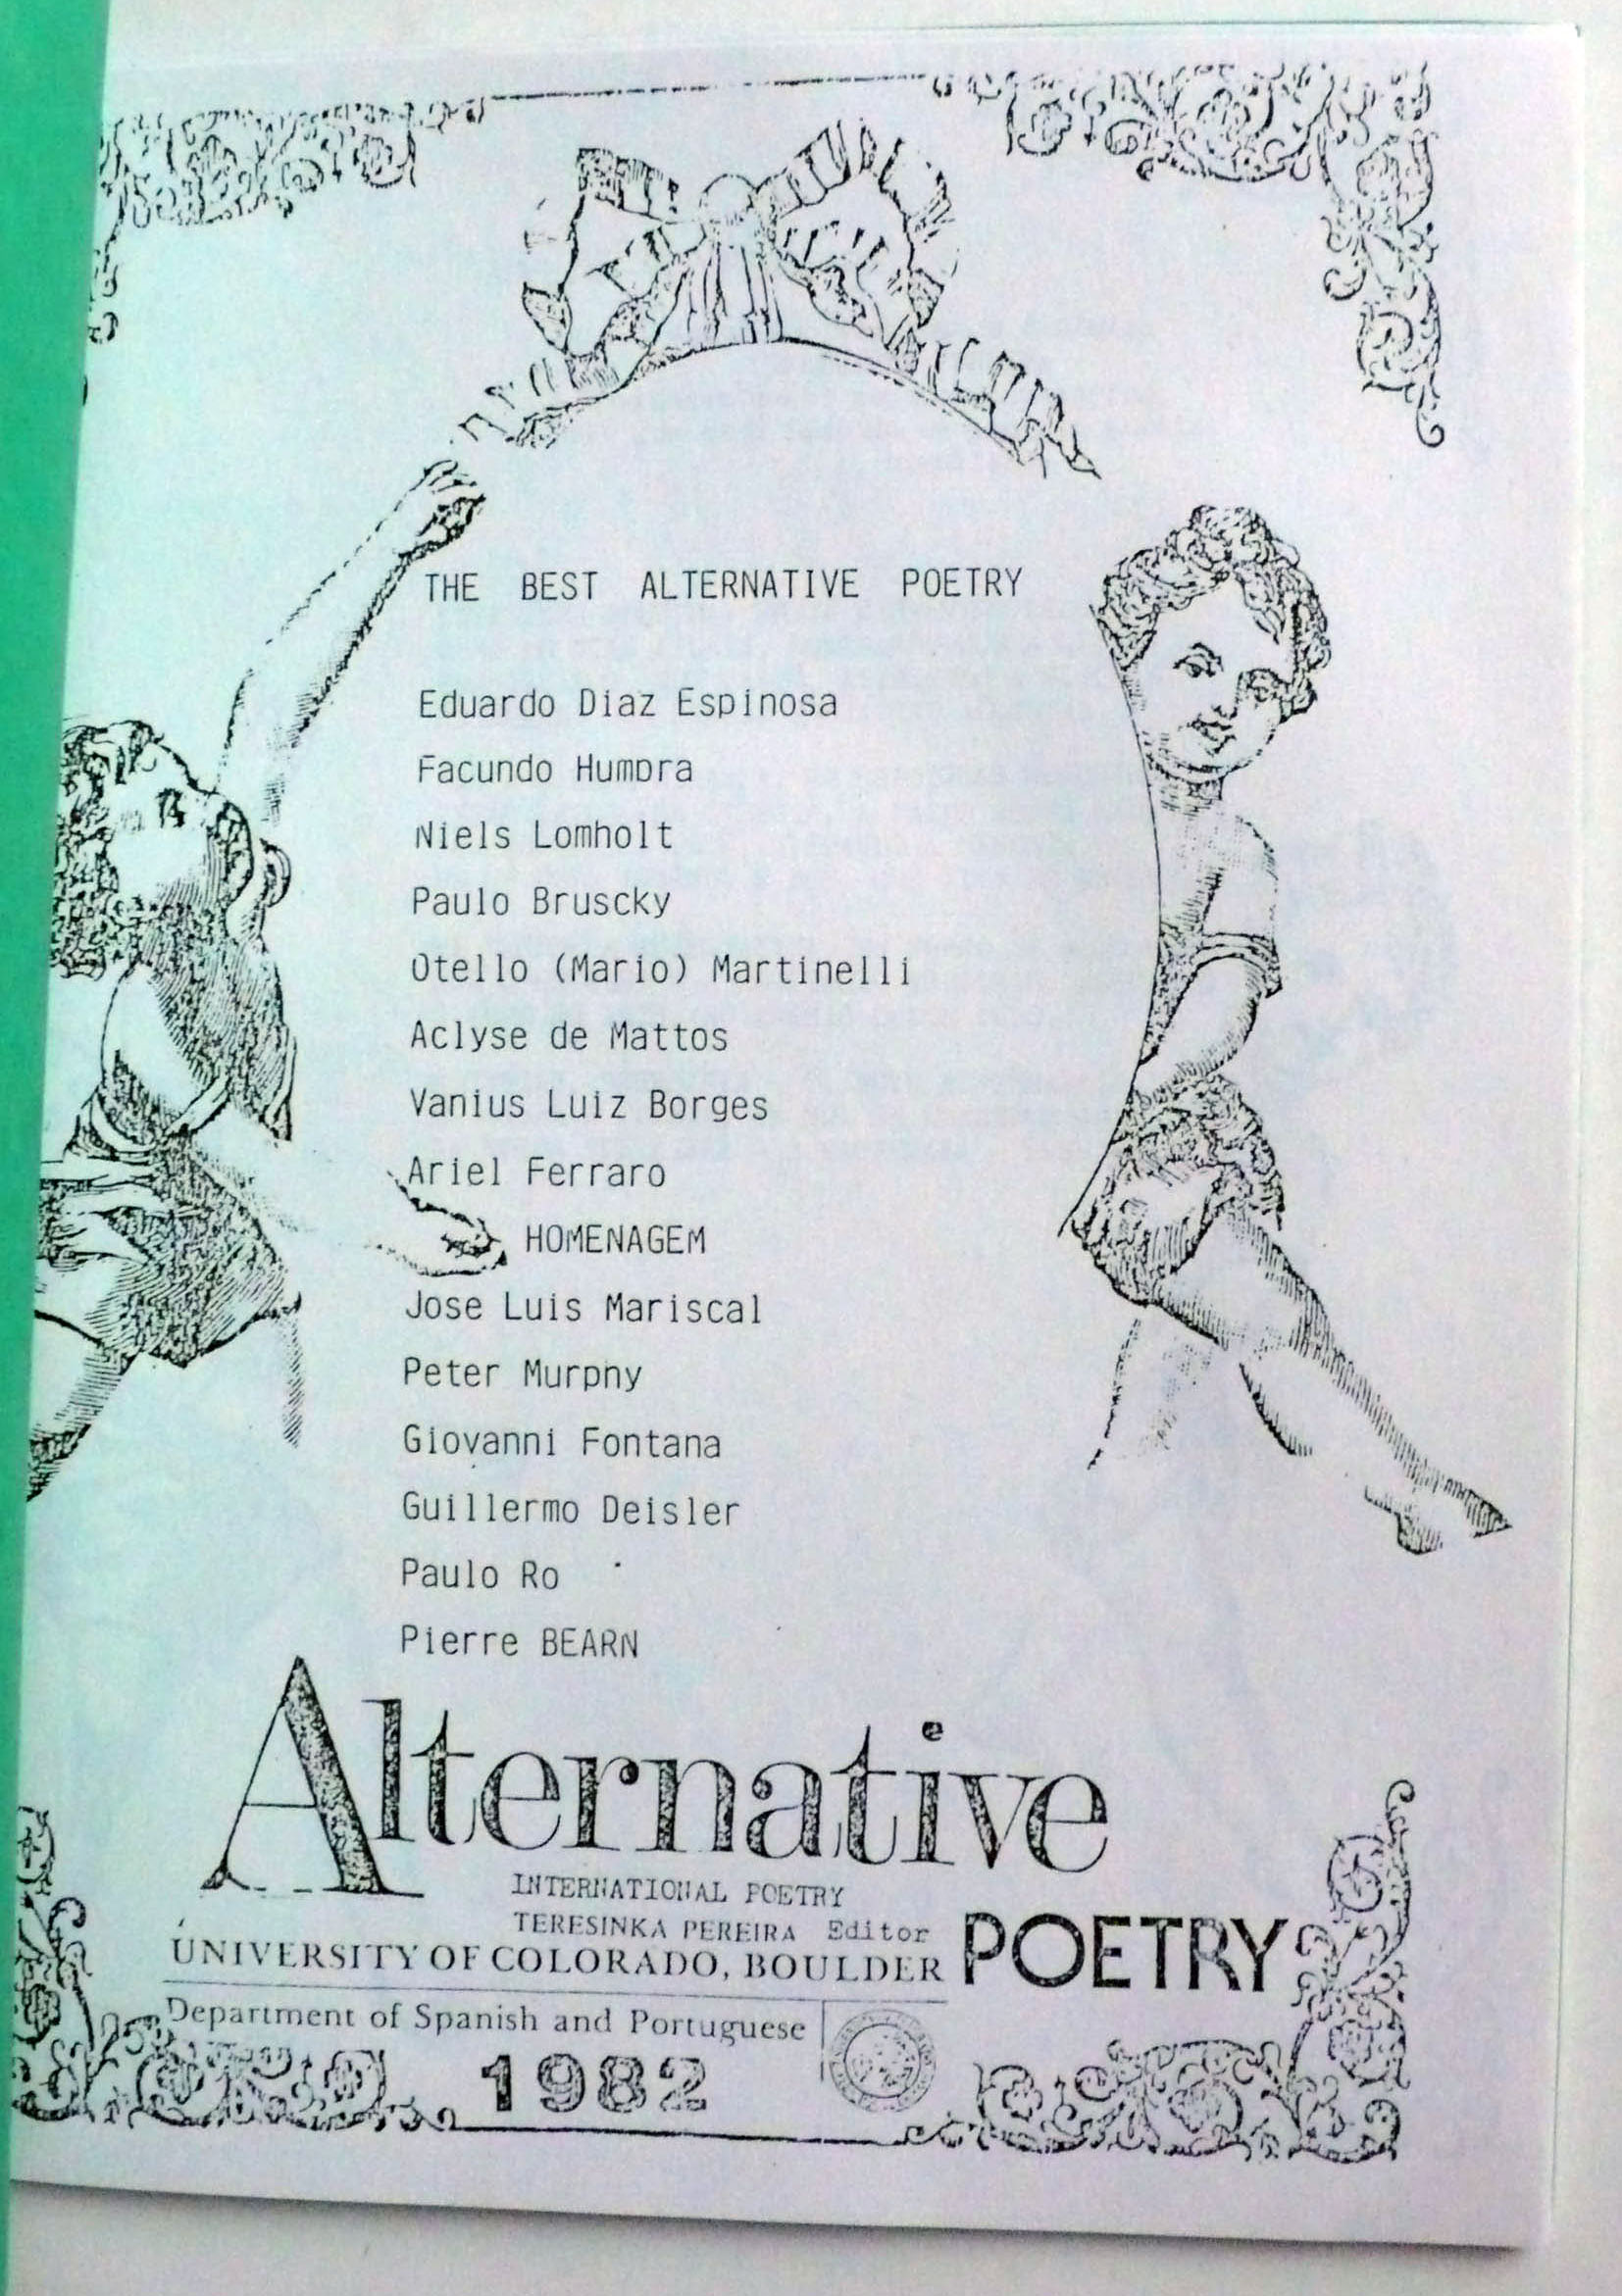 THE BEST ALTERNATIVE POETRY
Eduardo Diaz Espinosa
Facundo Humbra
Niels Lomholt
Paulo Bruscky
Otello (Mario) Martinelli
Aclyse de Mattos
Vanius Luiz Borges
Ariel Ferraro
HOMENAGEM
Jose Luis Mariscal
Peter Murphy
Giovanni Fontana
Guillermo Deisler
Paulo Ro
Pierre BEARN
Alternative
INTERNATIONAL POETRY
TERESINKA PEREIRA Editor
UNIVERSITY OF COLORADO, BOULDER
POETRY
Department of Spanish and Portuguese
1982